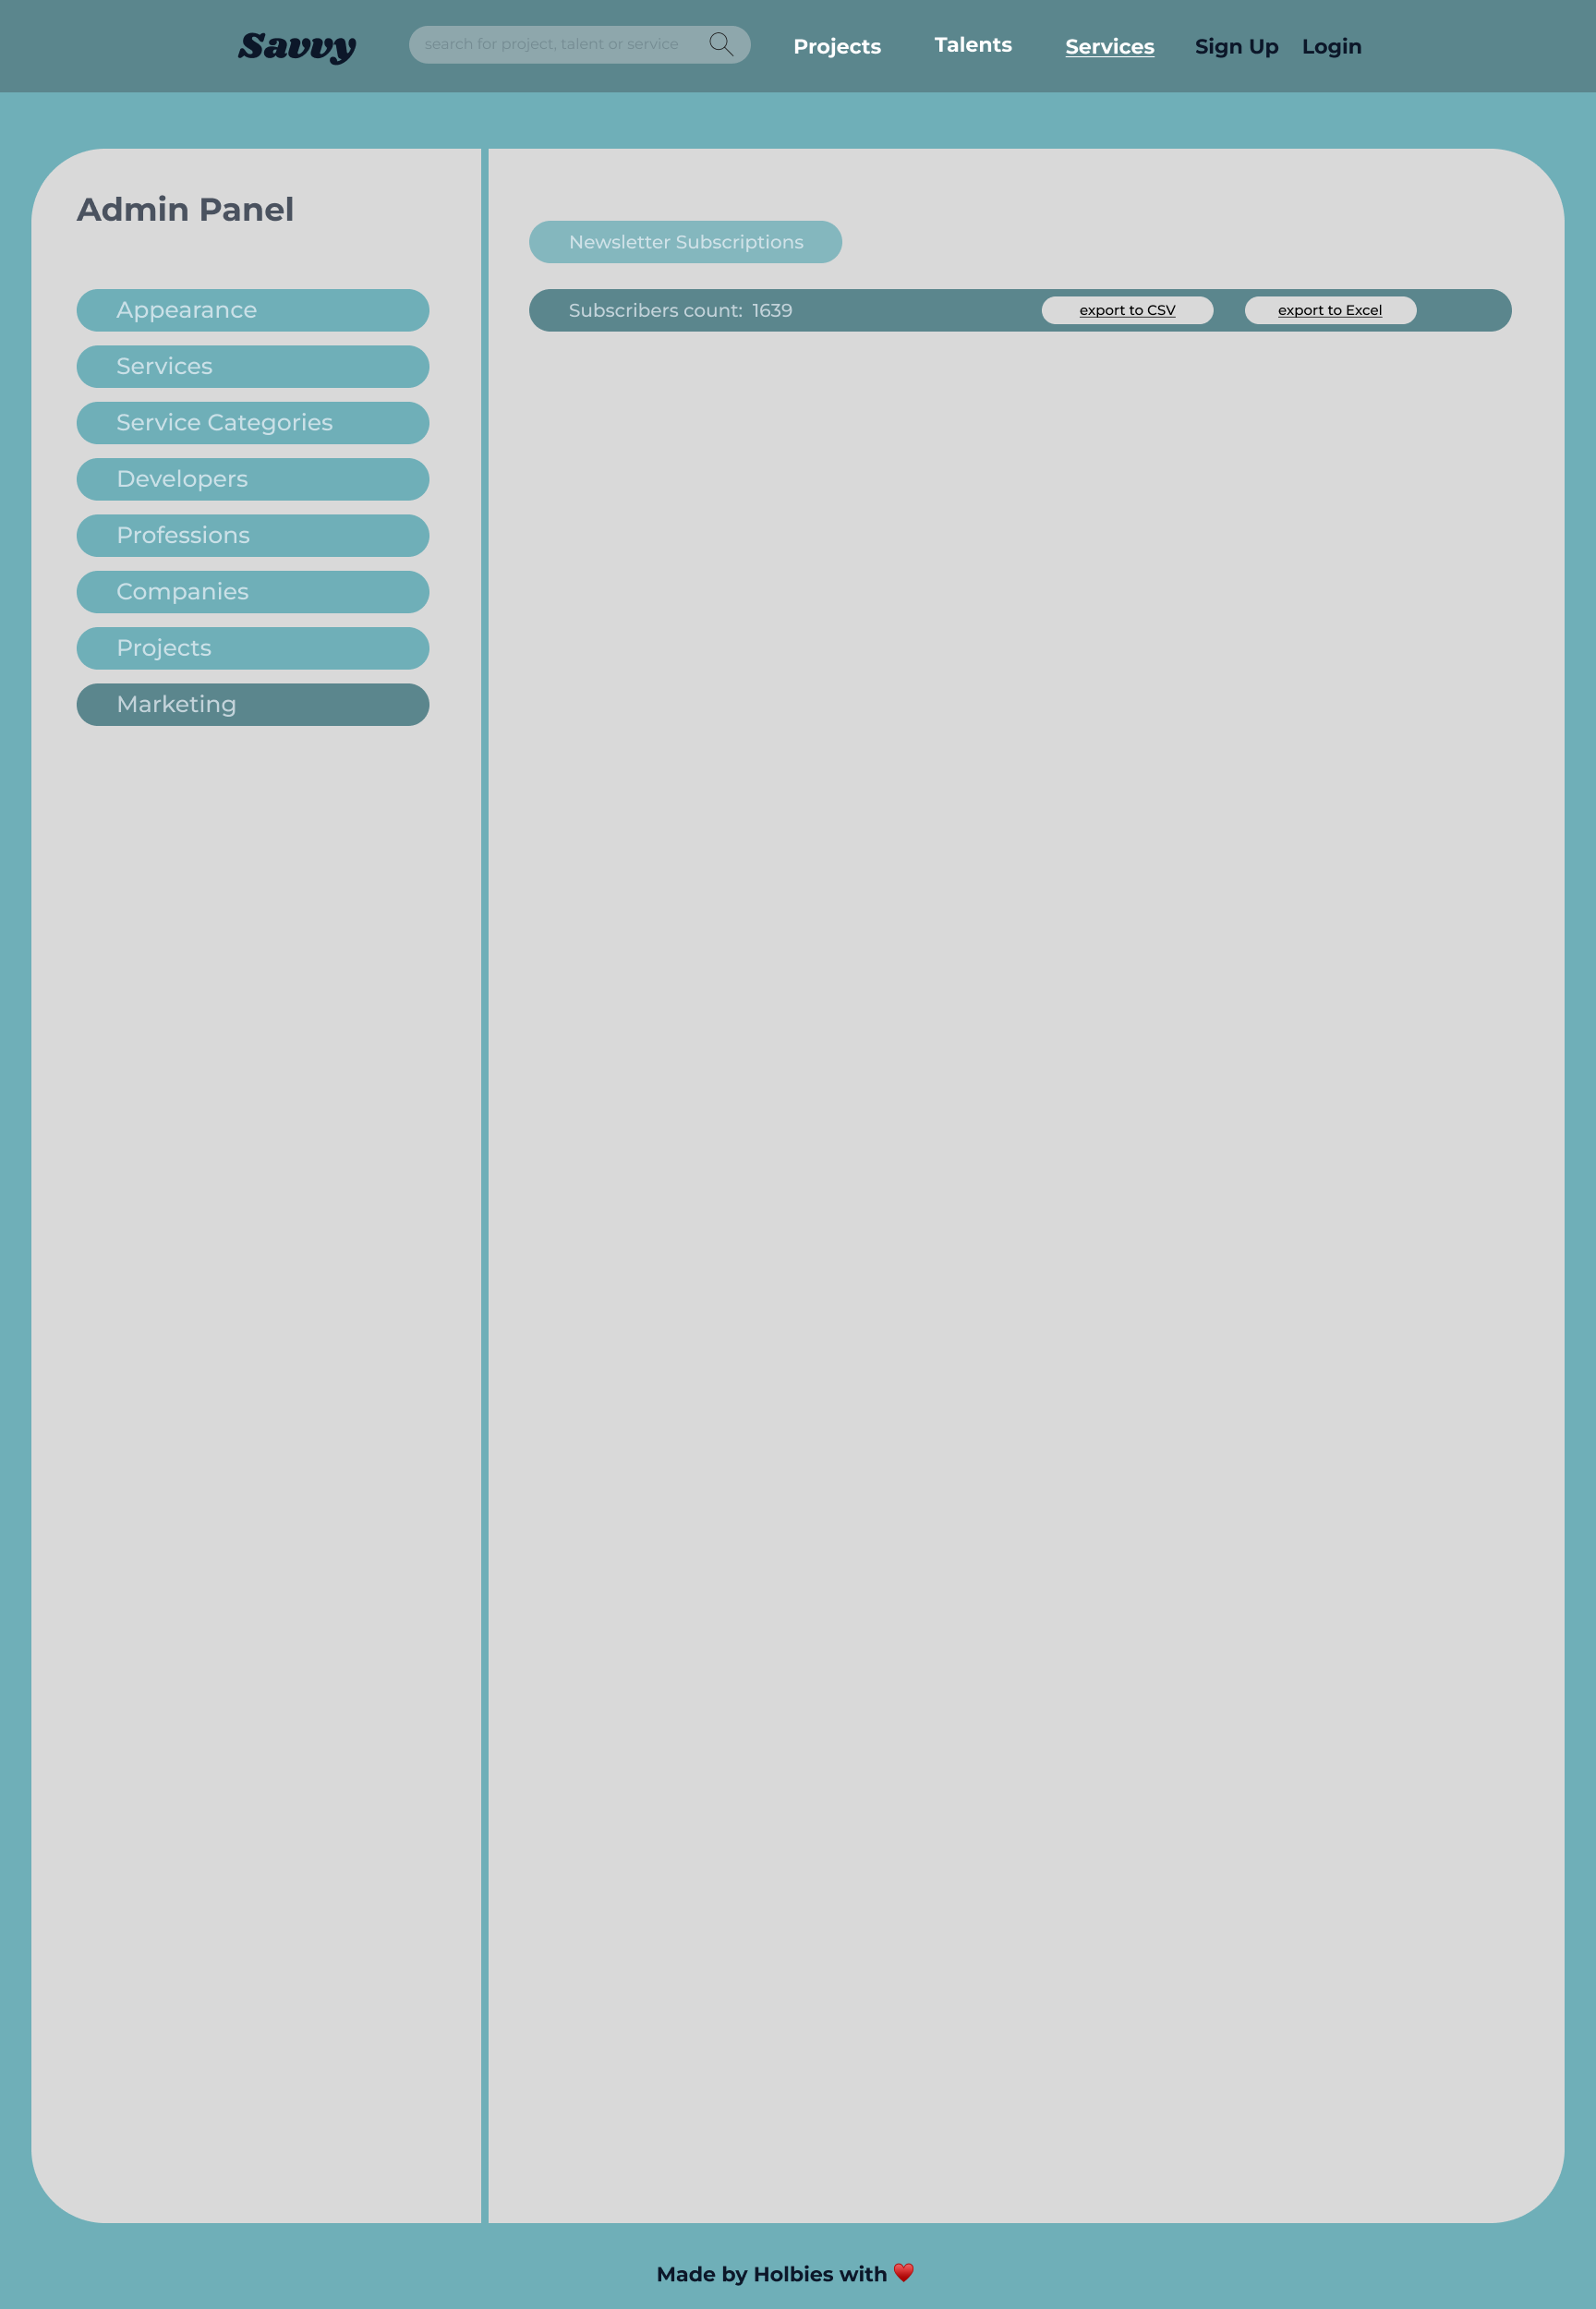 Savvy
search for project, talent or service
Projects
Talents
Services
Sign Up
Login
Admin Panel
Appearance
Services
Service Categories
Developers
Professions
Companies
Projects
Marketing
Newsletter Subscriptions
Subscribers count: 1639
export to CSV
export to Excel
Made by Holbies with ♥️